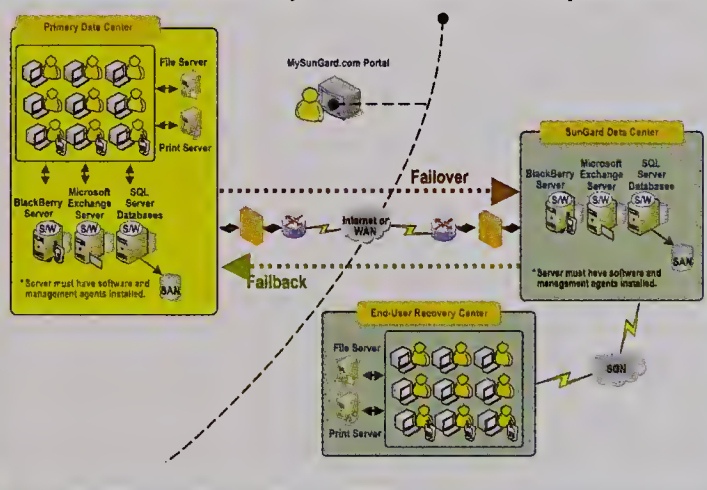 Primary Data Center
File Server
Print Server
BlackBerry
Server
Microsoft
Exchange
Server
SQL
Server
Databases
S/W
S/W
S/W
SAN
*Server must have software and
management agents installed.
MySunGard.com Portal
Failover
Internet or
WAN
Failback
SunGard Data Center
BlackBerry
Server
Microsoft
Exchange
Server
SQL
Server
Databases
S/W
S/W
S/W
SAN
*Server must have software and
management agents installed.
End-User Recovery Center
File Server
Print Server
SGN